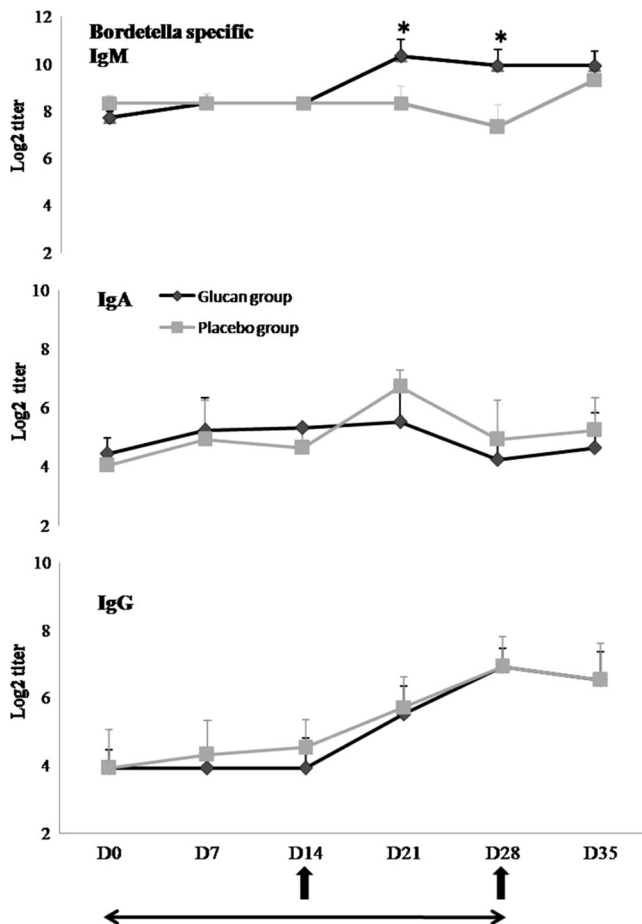 12
Bordetella specific
IgM
* *
10
8
6
4
2
Log2 titer
10
IgA
Glucan group
Placebo group
8
6
4
2
Log2 titer
10
IgG
8
6
4
2
Log2 titer
D0 D7 D14 D21 D28 D35